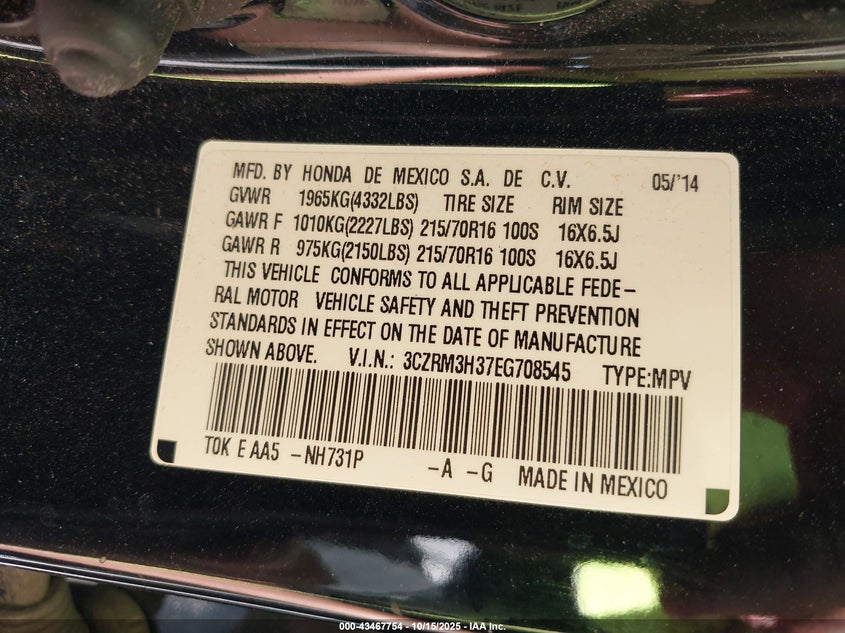 MFD. BY HONDA DE MEXICO S.A. DE C.V. 05/'14
GVWR 1965KG(4332LBS) TIRE SIZE RIM SIZE
GAWR F 1010KG(2227LBS) 215/70R16 100S 16X6.5J
GAWR R 975KG(2150LBS) 215/70R16 100S 16X6.5J
THIS VEHICLE CONFORMS TO ALL APPLICABLE FEDE-
RAL MOTOR VEHICLE SAFETY AND THEFT PREVENTION
STANDARDS IN EFFECT ON THE DATE OF MANUFACTURE
SHOWN ABOVE. V.I.N.: 3CZRM3H37EG708545 TYPE:MPV
T0K E AA5 -NH731P -A -G MADE IN MEXICO
000-43467754 - 10/15/2025 - IAA Inc.